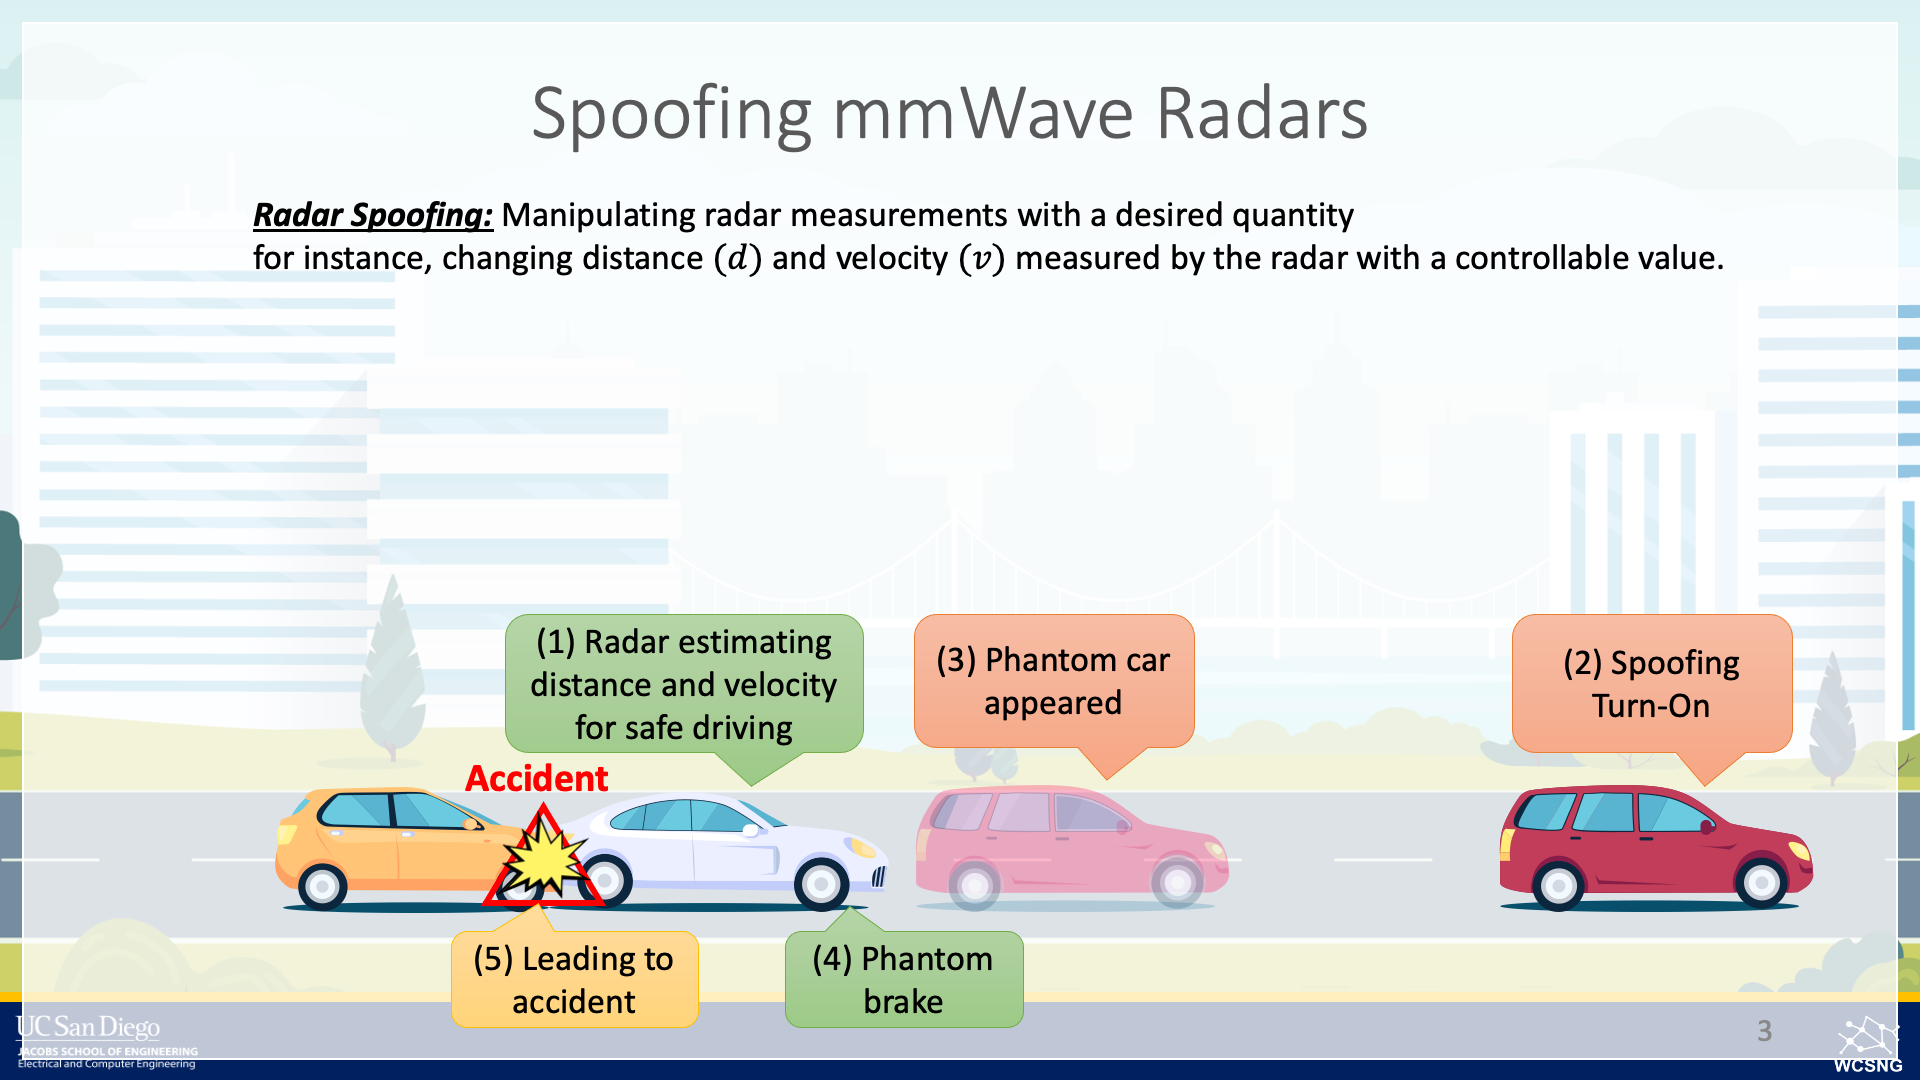 Spoofing mmWave Radars
Radar Spoofing: Manipulating radar measurements with a desired quantity
for instance, changing distance (d) and velocity (v) measured by the radar with a controllable value.
(1) Radar estimating
distance and velocity
for safe driving
(3) Phantom car
appeared
(2) Spoofing
Turn-On
Accident
(5) Leading to
accident
(4) Phantom
brake
UC San Diego
JACOBS SCHOOL OF ENGINEERING
Electrical and Computer Engineering
3
WCSNG